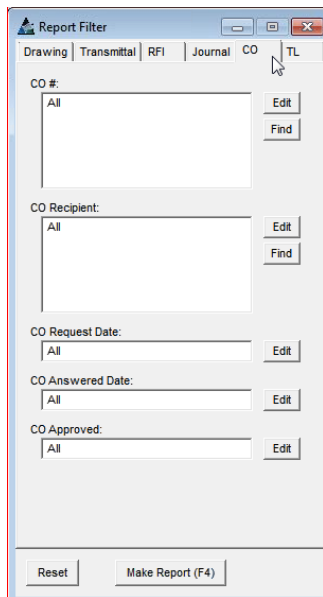 Report Filter
Drawing Transmittal RFI Journal CO TL
CO #:
All
Edit
Find
CO Recipient:
All
Edit
Find
CO Request Date:
All Edit
CO Answered Date:
All Edit
CO Approved:
All Edit
Reset Make Report (F4)